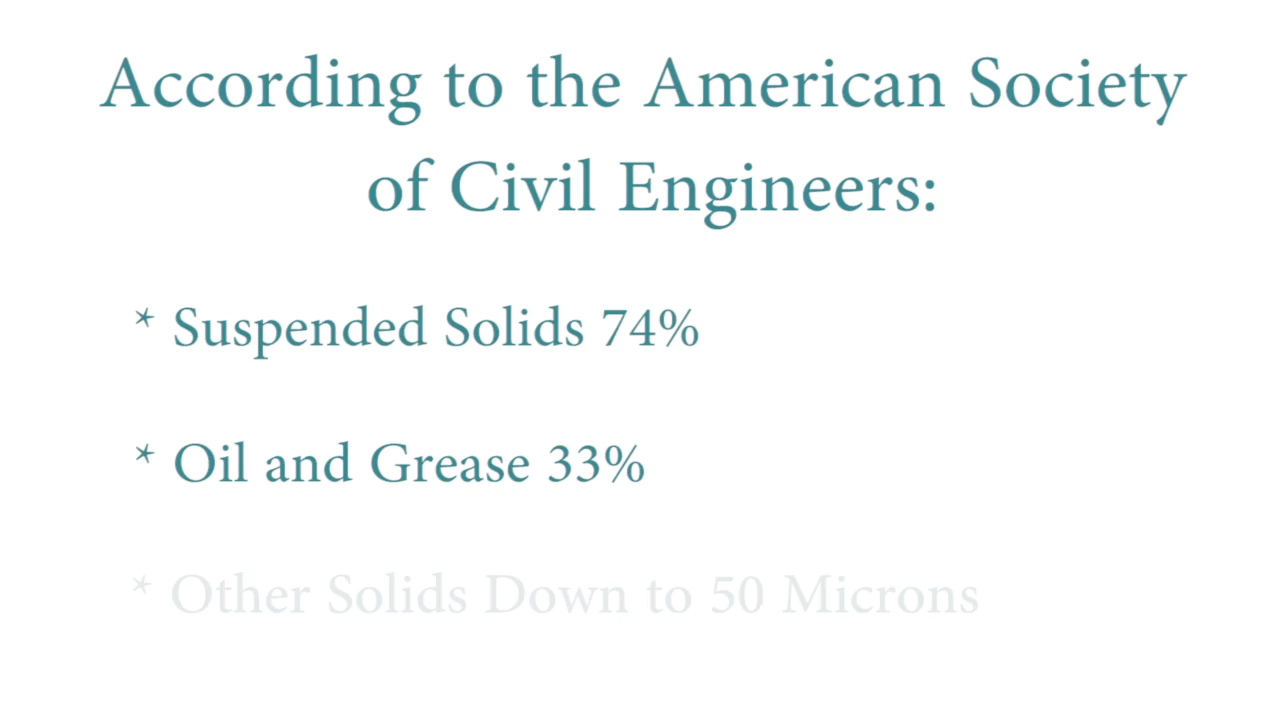 According to the American Society
of Civil Engineers:
* Suspended Solids 74%
* Oil and Grease 33%
* Other Solids Down to 50 Microns